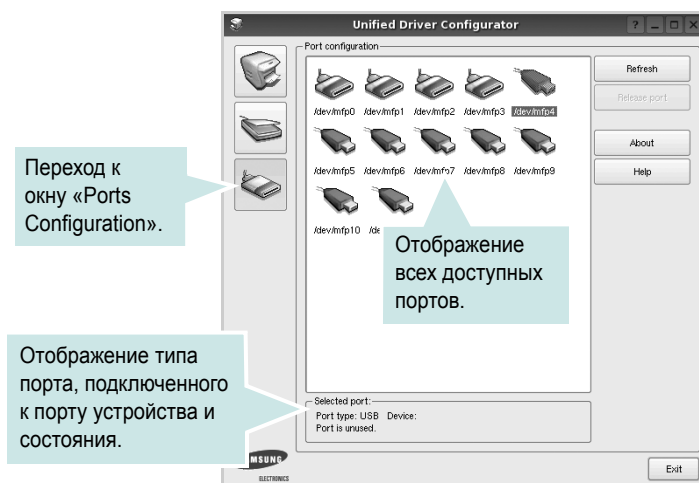 Unified Driver Configurator
Port configuration
/dev/mfp0 /dev/mfp1 /dev/mfp2 /dev/mfp3 /dev/mfp4
/dev/mfp5 /dev/mfp6 /dev/mfp7 /dev/mfp8 /dev/mfp9
/dev/mfp10
Refresh
Release port
About
Help
Переход к
окну «Ports
Configuration».
Отображение
всех доступных
портов.
Отображение типа
порта, подключенного
к порту устройства и
состояния.
Selected port:
Port type: USB Device:
Port is unused.
MSUNG
ELECTRONICS
Exit